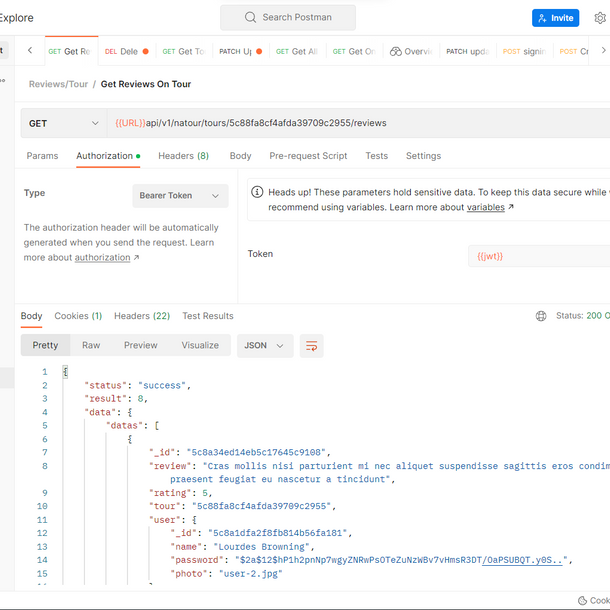 Explore
Search Postman
Invite
GET Get Re
DEL Dele
GET Get To
PATCH Up
GET Get All
GET Get On
Overvi
PATCH upda
POST signi
POST Cr
Reviews/Tour / Get Reviews On Tour
GET
{{URL}}api/v1/natour/tours/5c88fa8cf4afda39709c2955/reviews
Params Authorization Headers (8) Body Pre-request Script Tests Settings
Type
Bearer Token
The authorization header will be automatically
generated when you send the request. Learn
more about authorization ↗
Heads up! These parameters hold sensitive data. To keep this data secure while
recommend using variables. Learn more about variables ↗
Token
{{jwt}}
Body Cookies (1) Headers (22) Test Results
Status: 200 O
Pretty Raw Preview Visualize JSON
1 {
2 "status": "success",
3 "result": 8,
4 "data": {
5 "datas": [
6 {
7 "_id": "5c8a34ed14eb5c17645c9108",
8 "review": "Cras mollis nisi parturient mi nec aliquet suspendisse sagittis eros condim
praesent feugiat eu nascetur a tincidunt",
9 "rating": 5,
10 "tour": "5c88fa8cf4afda39709c2955",
11 "user": {
12 "_id": "5c8a1dfa2f8fb814b56fa181",
13 "name": "Lourdes Browning",
14 "password": "$2a$12$hP1h2pnNp7wgyZNRwPsOTeZuNzWBv7vHmsR3DT/OaPSUBQT.y0S..",
15 "photo": "user-2.jpg"
Cook